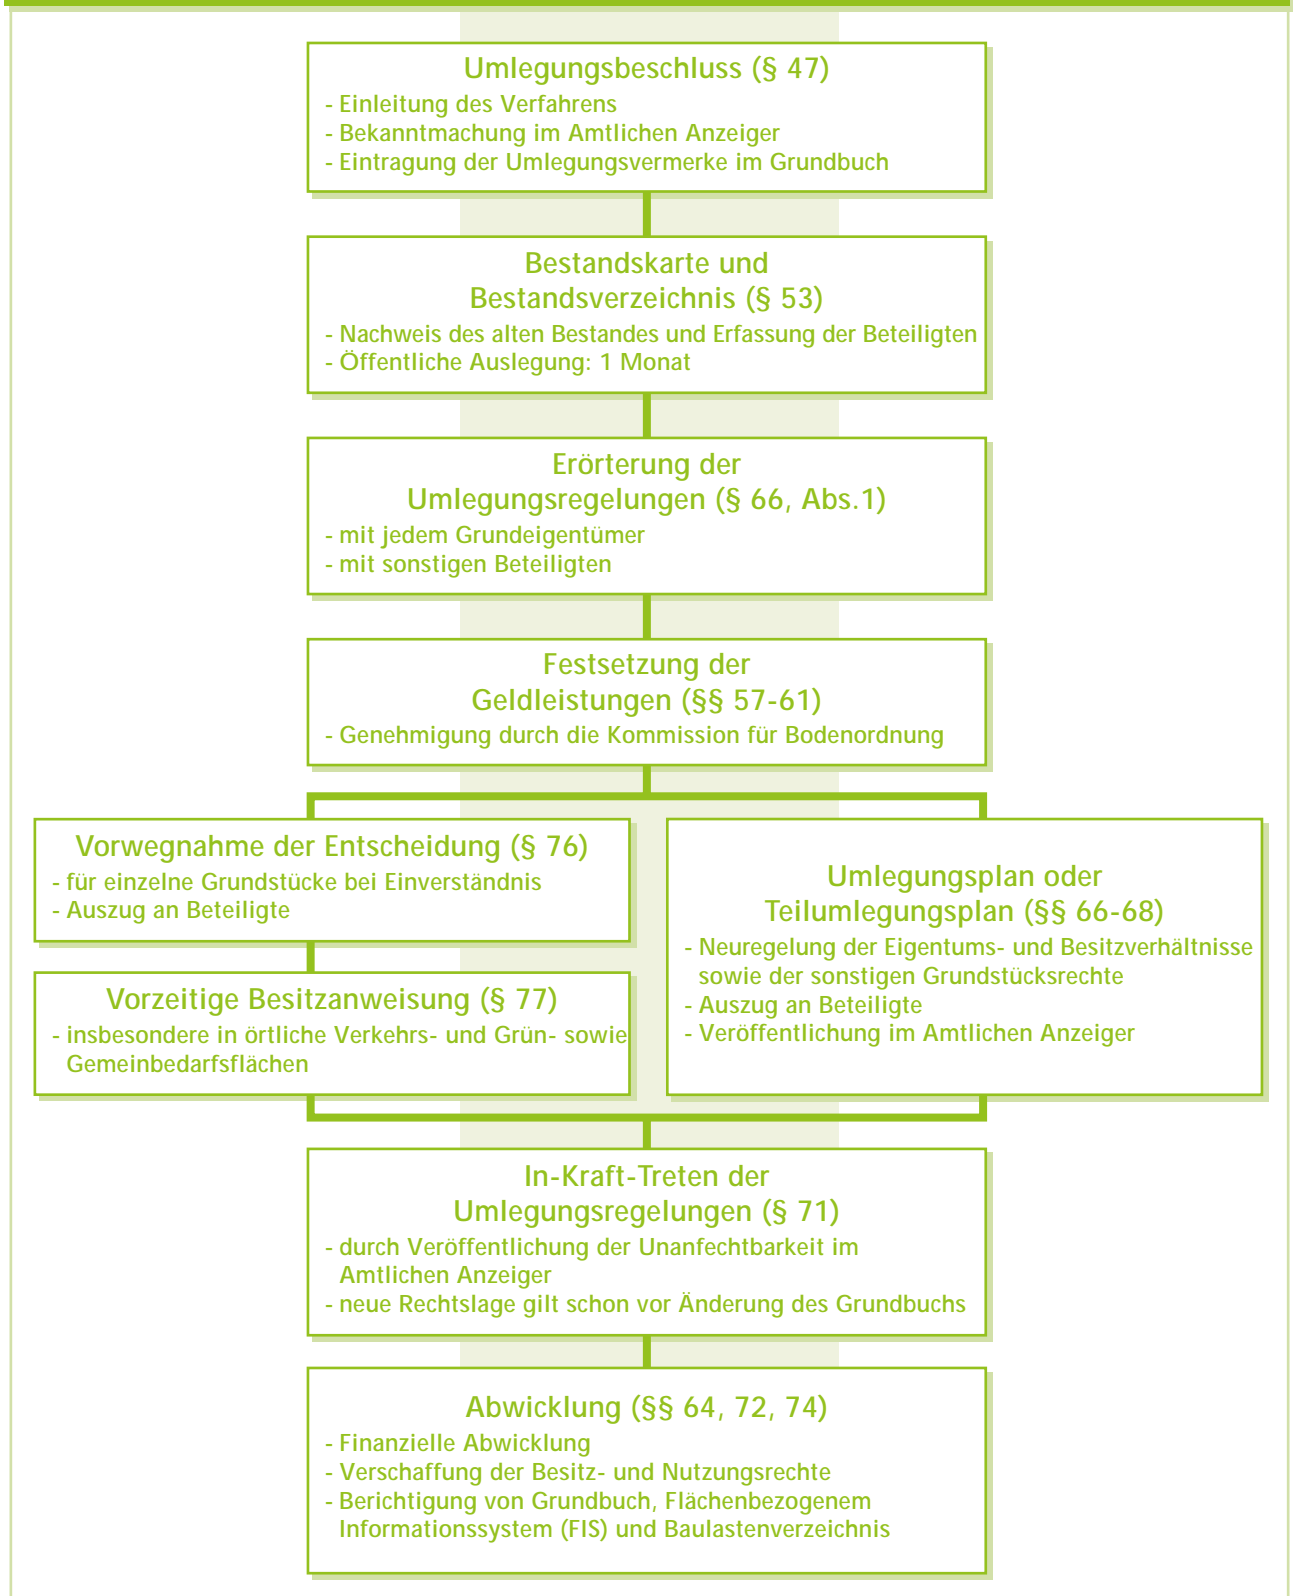 Umlegungsbeschluss (§ 47)
- Einleitung des Verfahrens
- Bekanntmachung im Amtlichen Anzeiger
- Eintragung der Umlegungsvermerke im Grundbuch
Bestandskarte und
Bestandsverzeichnis (§ 53)
- Nachweis des alten Bestandes und Erfassung der Beteiligten
- Öffentliche Auslegung: 1 Monat
Erörterung der
Umlegungsregelungen (§ 66, Abs.1)
- mit jedem Grundeigentümer
- mit sonstigen Beteiligten
Festsetzung der
Geldleistungen (§§ 57-61)
- Genehmigung durch die Kommission für Bodenordnung
Vorwegnahme der Entscheidung (§ 76)
- für einzelne Grundstücke bei Einverständnis
- Auszug an Beteiligte
Vorzeitige Besitzanweisung (§ 77)
- insbesondere in örtliche Verkehrs- und Grün- sowie
Gemeinbedarfsflächen
Umlegungsplan oder
Teilumlegungsplan (§§ 66-68)
- Neuregelung der Eigentums- und Besitzverhältnisse
sowie der sonstigen Grundstücksrechte
- Auszug an Beteiligte
- Veröffentlichung im Amtlichen Anzeiger
In-Kraft-Treten der
Umlegungsregelungen (§ 71)
- durch Veröffentlichung der Unanfechtbarkeit im
Amtlichen Anzeiger
- neue Rechtslage gilt schon vor Änderung des Grundbuchs
Abwicklung (§§ 64, 72, 74)
- Finanzielle Abwicklung
- Verschaffung der Besitz- und Nutzungsrechte
- Berichtigung von Grundbuch, Flächenbezogenem
Informationssystem (FIS) und Baulastenverzeichnis